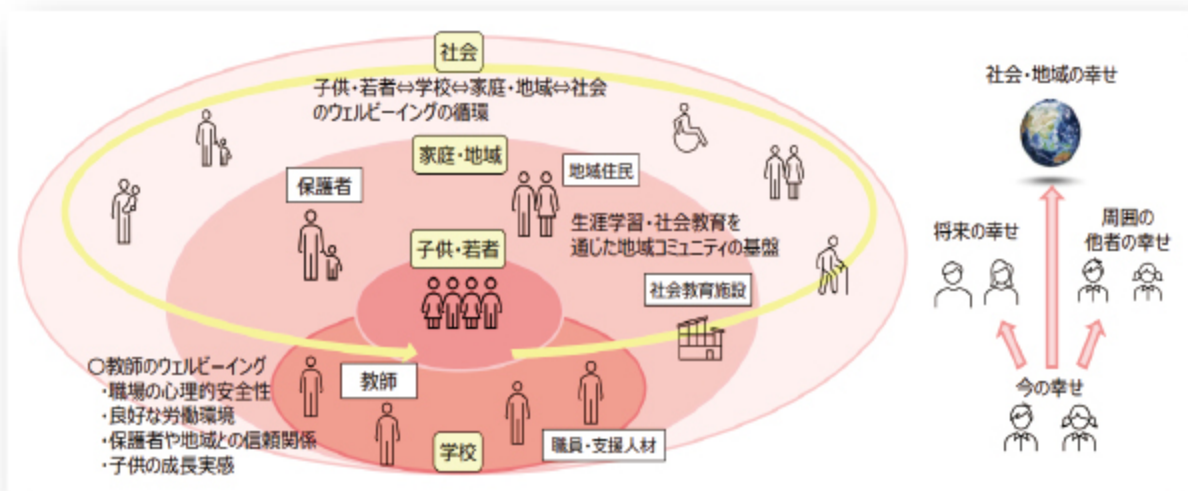 社会
子供・若者⇔学校⇔家庭・地域⇔社会
のウェルビーイングの循環
家庭・地域
地域住民
保護者
生涯学習・社会教育を
通じた地域コミュニティの基盤
子供・若者
社会教育施設
○教師のウェルビーイング
・職場の心理的安全性
・良好な労働環境
・保護者や地域との信頼関係
・子供の成長実感
教師
職員・支援人材
学校
社会・地域の幸せ
将来の幸せ
周囲の
他者の幸せ
今の幸せ